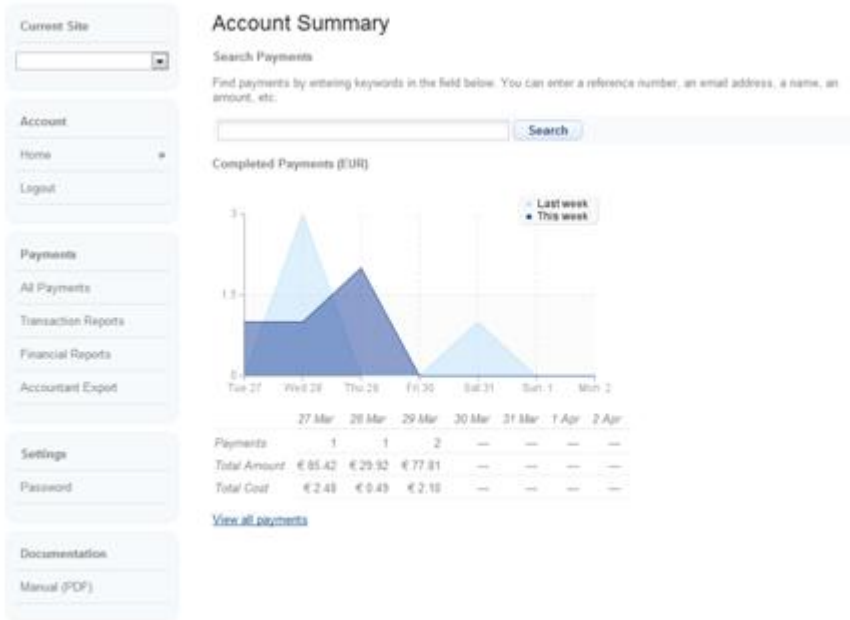 Current Site
Account
Home
Logout
Payments
All Payments
Transaction Reports
Financial Reports
Accountant Export
Settings
Password
Documentation
Manual (PDF)
Account Summary
Search Payments
Find payments by entering keywords in the field below. You can enter a reference number, an email address, a name, an
amount, etc.
Search
Completed Payments (EUR)
Last week
This week
3
1.5
0
Tue 27 Wed 28 Thu 29 Fri 30 Sat 31 Sun 1 Mon 2
27 Mar 28 Mar 29 Mar 30 Mar 31 Mar 1 Apr 2 Apr
Payments 1 1 2 — — — —
Total Amount € 85.42 € 29.92 € 77.81 — — — —
Total Cost € 2.48 € 0.49 € 2.10 — — — —
View all payments